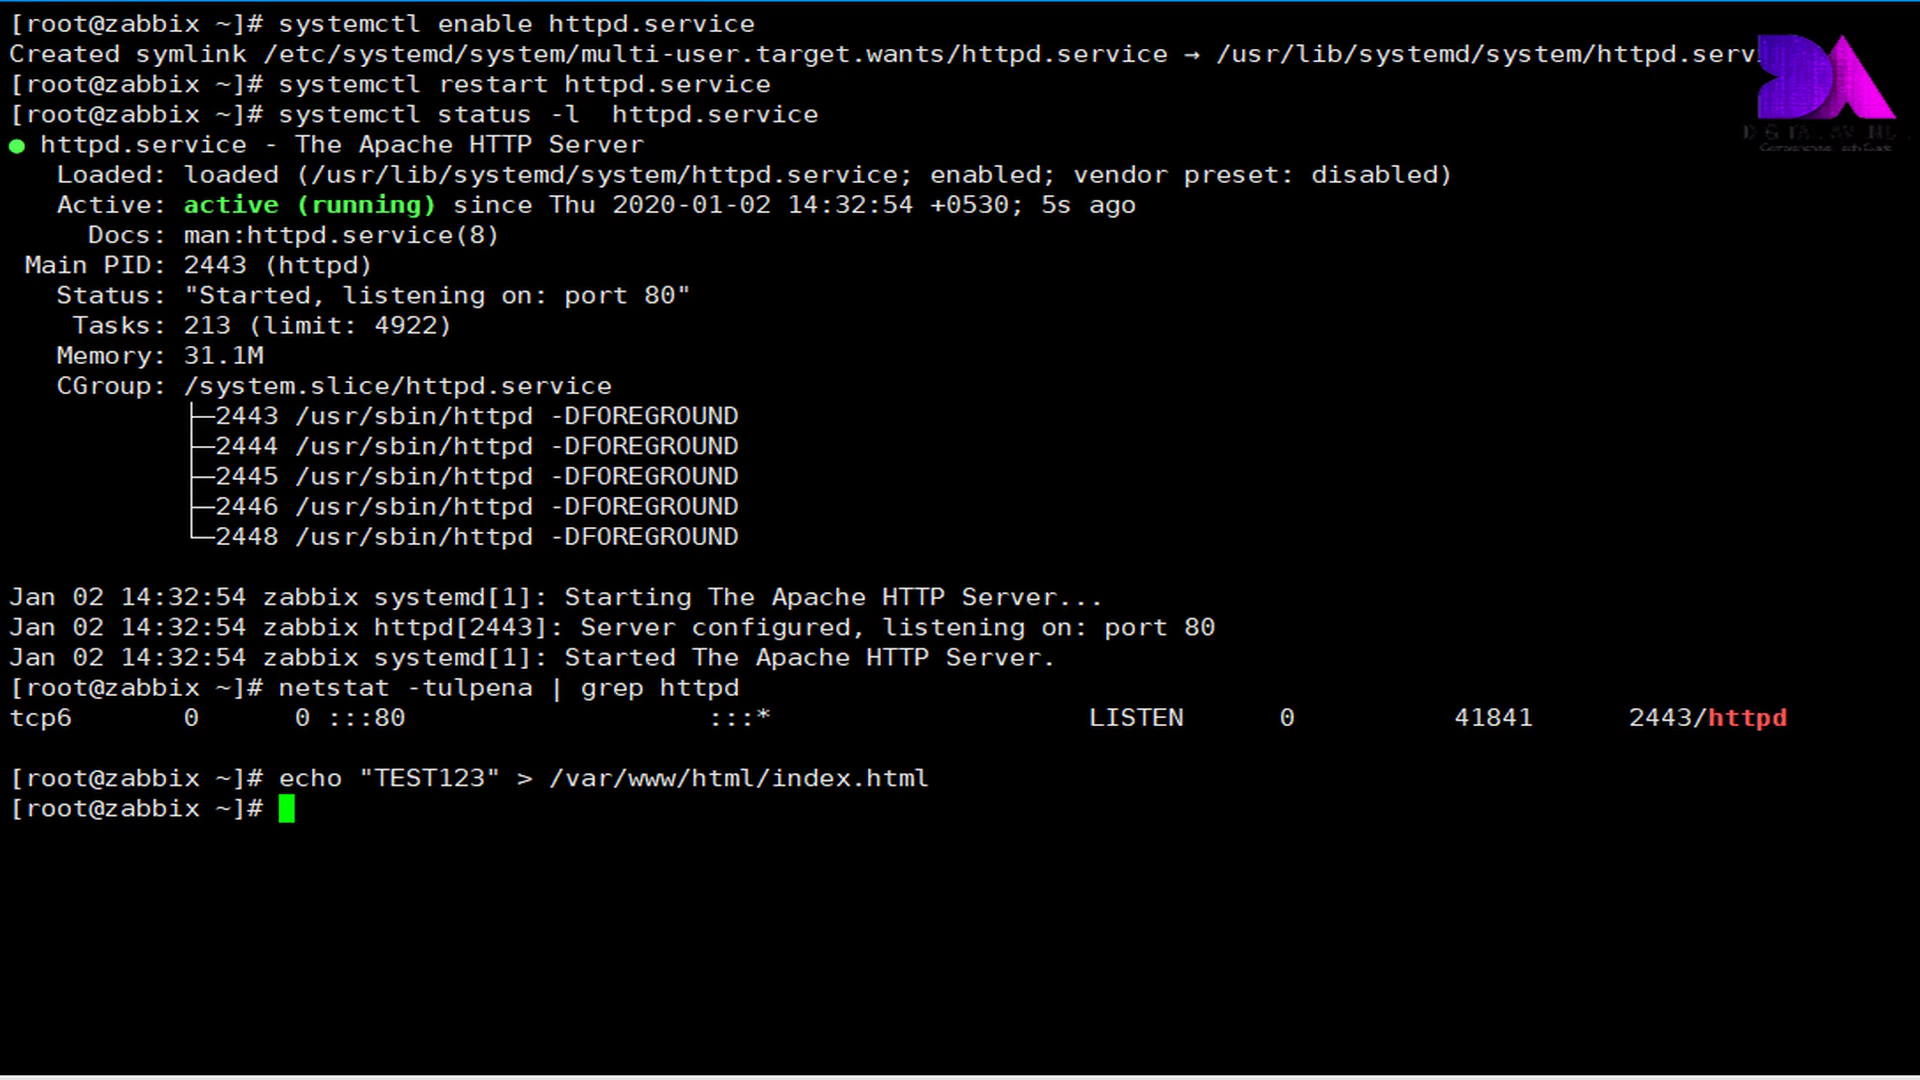 [root@zabbix ~]# systemctl enable httpd.service
Created symlink /etc/systemd/system/multi-user.target.wants/httpd.service → /usr/lib/systemd/system/httpd.serv
[root@zabbix ~]# systemctl restart httpd.service
[root@zabbix ~]# systemctl status -l  httpd.service
● httpd.service - The Apache HTTP Server
   Loaded: loaded (/usr/lib/systemd/system/httpd.service; enabled; vendor preset: disabled)
   Active: active (running) since Thu 2020-01-02 14:32:54 +0530; 5s ago
     Docs: man:httpd.service(8)
 Main PID: 2443 (httpd)
   Status: "Started, listening on: port 80"
    Tasks: 213 (limit: 4922)
   Memory: 31.1M
   CGroup: /system.slice/httpd.service
           ├─2443 /usr/sbin/httpd -DFOREGROUND
           ├─2444 /usr/sbin/httpd -DFOREGROUND
           ├─2445 /usr/sbin/httpd -DFOREGROUND
           ├─2446 /usr/sbin/httpd -DFOREGROUND
           └─2448 /usr/sbin/httpd -DFOREGROUND
Jan 02 14:32:54 zabbix systemd[1]: Starting The Apache HTTP Server...
Jan 02 14:32:54 zabbix httpd[2443]: Server configured, listening on: port 80
Jan 02 14:32:54 zabbix systemd[1]: Started The Apache HTTP Server.
[root@zabbix ~]# netstat -tulpena | grep httpd
tcp6       0      0 :::80                   :::*                    LISTEN      0          41841      2443/httpd
[root@zabbix ~]# echo "TEST123" > /var/www/html/index.html
[root@zabbix ~]#